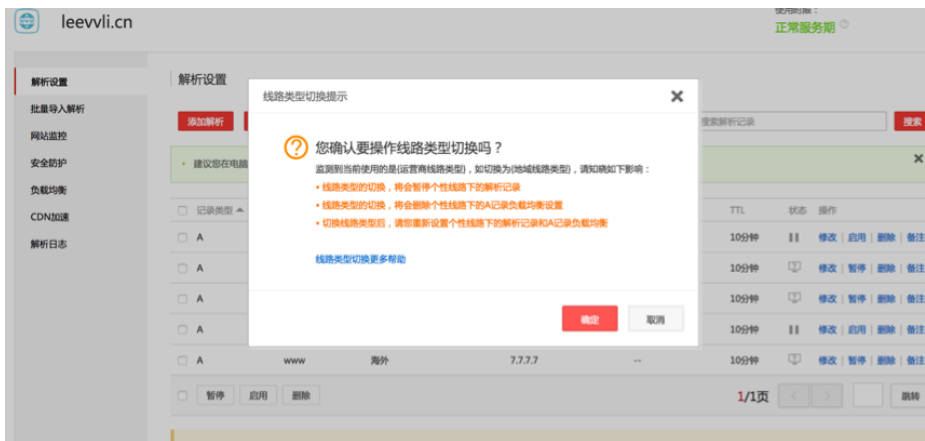 leevvli.cn
正常服务期
解析设置
批量导入解析
网站监控
安全防护
负载均衡
CDN加速
解析日志
解析设置
添加解析
搜索解析记录
搜索
建议您在电脑
线路类型切换提示
您确认要操作线路类型切换吗？
监测到当前使用的是(运营商线路类型)，如切换为(地域线路类型)，请知晓如下影响：
• 线路类型的切换，将会暂停个性线路下的解析记录
• 线路类型的切换，将会删除个性线路下的A记录负载均衡设置
• 切换线路类型后，请您重新设置个性线路下的解析记录和A记录负载均衡
线路类型切换更多帮助
确定 取消
记录类型 TTL 状态 操作
A 10分钟 修改 | 启用 | 删除 | 备注
A 10分钟 修改 | 暂停 | 删除 | 备注
A 10分钟 修改 | 暂停 | 删除 | 备注
A 10分钟 修改 | 启用 | 删除 | 备注
A www 海外 7.7.7.7 -- 10分钟 修改 | 暂停 | 删除 | 备注
暂停 启用 删除 1/1页 < > 跳转